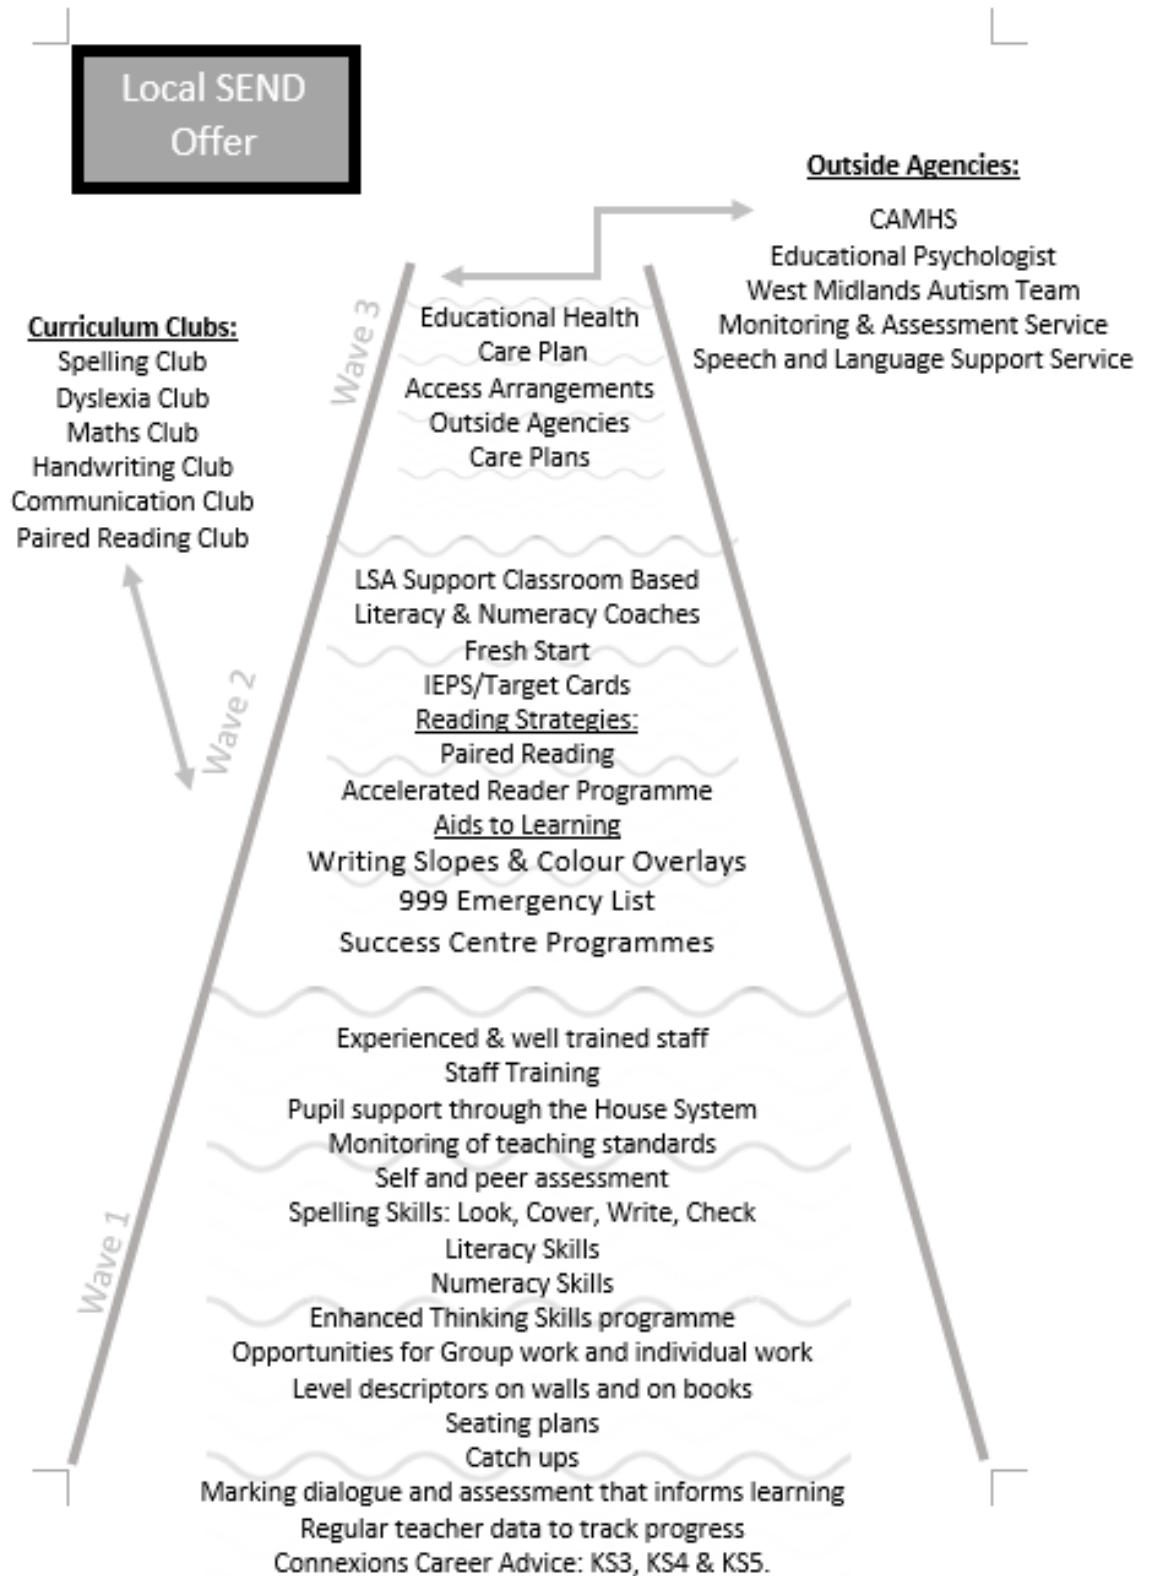 Local SEND
Offer
Outside Agencies:
CAMHS
Educational Psychologist
West Midlands Autism Team
Monitoring & Assessment Service
Speech and Language Support Service
Curriculum Clubs:
Spelling Club
Dyslexia Club
Maths Club
Handwriting Club
Communication Club
Paired Reading Club
Wave 3
Educational Health
Care Plan
Access Arrangements
Outside Agencies
Care Plans
Wave 2
LSA Support Classroom Based
Literacy & Numeracy Coaches
Fresh Start
IEPS/Target Cards
Reading Strategies:
Paired Reading
Accelerated Reader Programme
Aids to Learning
Writing Slopes & Colour Overlays
999 Emergency List
Success Centre Programmes
Wave 1
Experienced & well trained staff
Staff Training
Pupil support through the House System
Monitoring of teaching standards
Self and peer assessment
Spelling Skills: Look, Cover, Write, Check
Literacy Skills
Numeracy Skills
Enhanced Thinking Skills programme
Opportunities for Group work and individual work
Level descriptors on walls and on books
Seating plans
Catch ups
Marking dialogue and assessment that informs learning
Regular teacher data to track progress
Connexions Career Advice: KS3, KS4 & KS5.